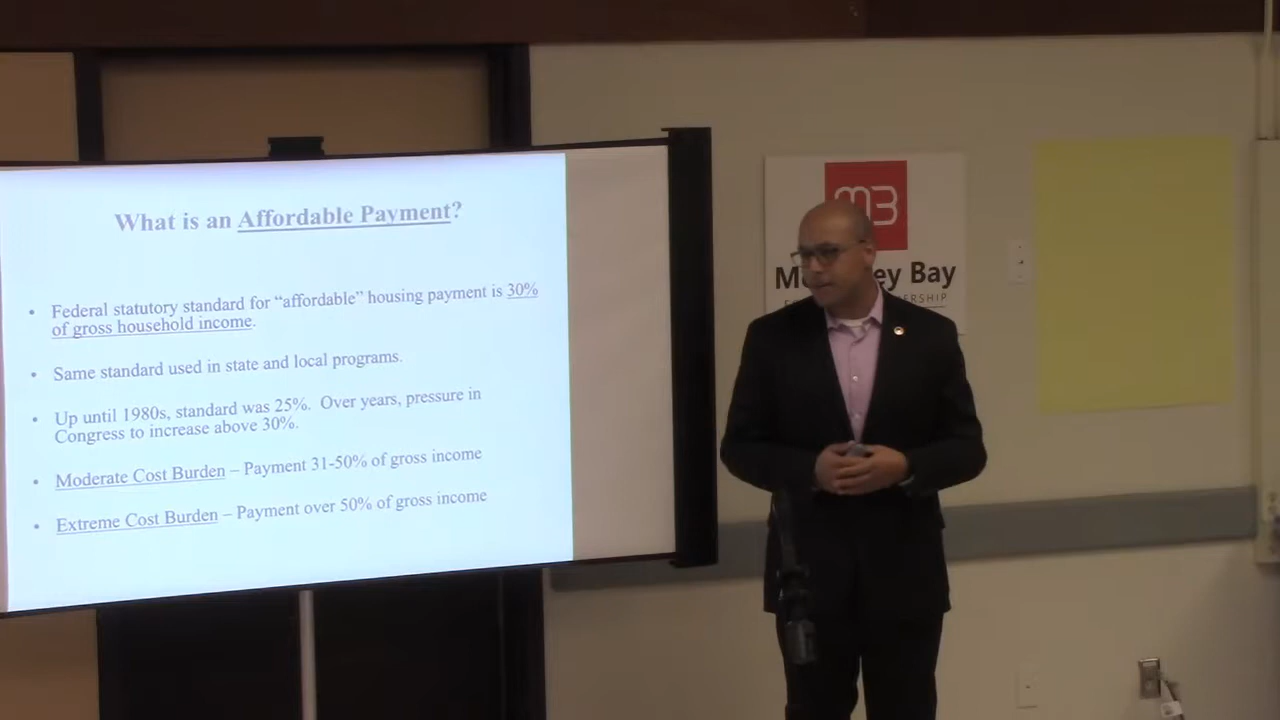 What is an Affordable Payment?
• Federal statutory standard for “affordable” housing payment is 30%
of gross household income.
• Same standard used in state and local programs.
• Up until 1980s, standard was 25%. Over years, pressure in
Congress to increase above 30%.
• Moderate Cost Burden – Payment 31-50% of gross income
• Extreme Cost Burden – Payment over 50% of gross income
Bay